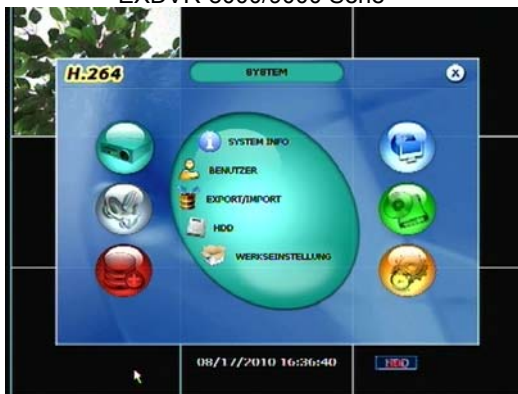 H.264
SYSTEM
X
SYSTEM INFO
BENUTZER
EXPORT/IMPORT
HDD
WERKSEINSTELLUNG
08/17/2010 16:36:40
HDD